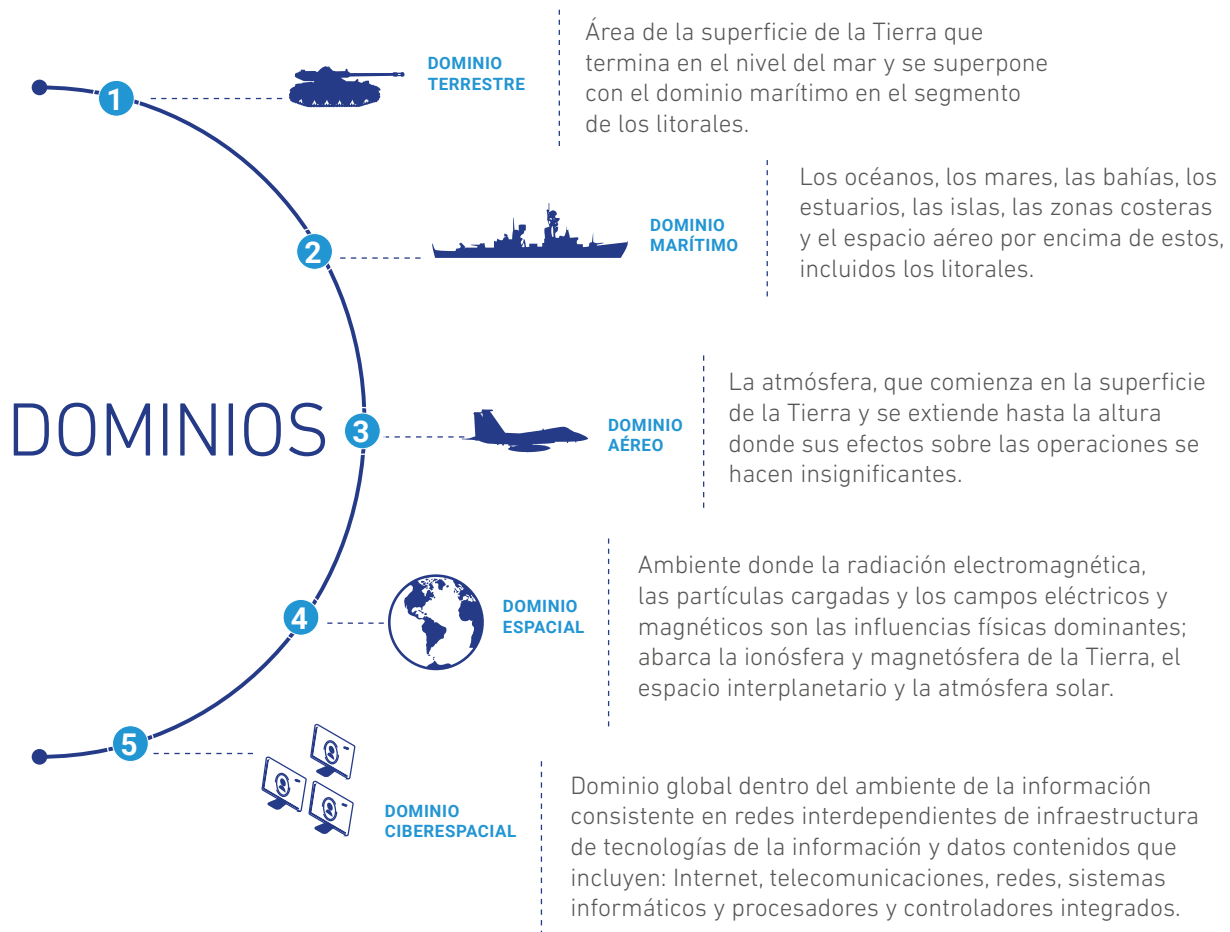 DOMINIOS
1
DOMINIO
TERRESTRE
Área de la superficie de la Tierra que
termina en el nivel del mar y se superpone
con el dominio marítimo en el segmento
de los litorales.
2
DOMINIO
MARÍTIMO
Los océanos, los mares, las bahías, los
estuarios, las islas, las zonas costeras
y el espacio aéreo por encima de estos,
incluidos los litorales.
3
DOMINIO
AÉREO
La atmósfera, que comienza en la superficie
de la Tierra y se extiende hasta la altura
donde sus efectos sobre las operaciones se
hacen insignificantes.
4
DOMINIO
ESPACIAL
Ambiente donde la radiación electromagnética,
las partículas cargadas y los campos eléctricos y
magnéticos son las influencias físicas dominantes;
abarca la ionósfera y magnetósfera de la Tierra, el
espacio interplanetario y la atmósfera solar.
5
DOMINIO
CIBERESPACIAL
Dominio global dentro del ambiente de la información
consistente en redes interdependientes de infraestructura
de tecnologías de la información y datos contenidos que
incluyen: Internet, telecomunicaciones, redes, sistemas
informáticos y procesadores y controladores integrados.